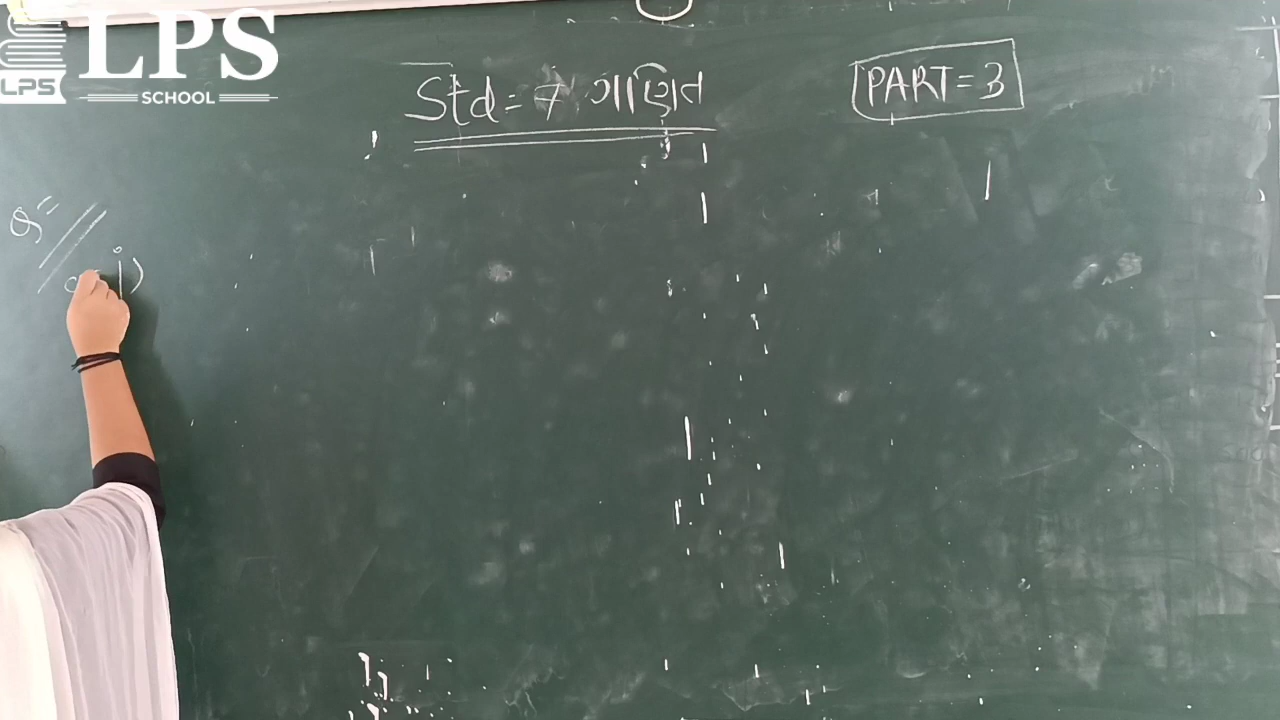 LPS
LPS
SCHOOL
Std = 7 ગણિત
PART = 3